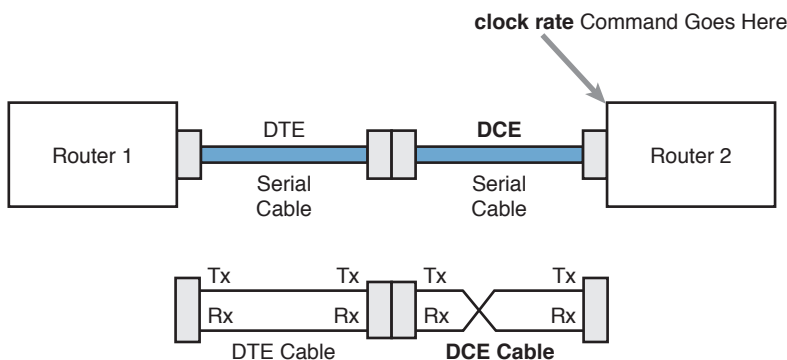 clock rate Command Goes Here
Router 1
DTE
Serial
Cable
DCE
Serial
Cable
Router 2
Tx Tx Tx Tx
Rx Rx Rx Rx
DTE Cable
DCE Cable